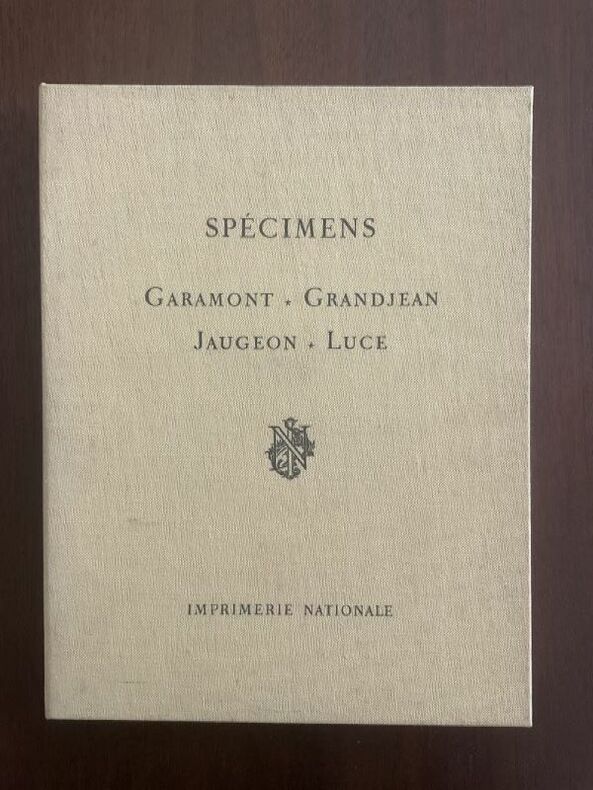 SPÉCIMENS
GARAMONT ⋆ GRANDJEAN
JAUGEON ⋆ LUCE
IMPRIMERIE NATIONALE